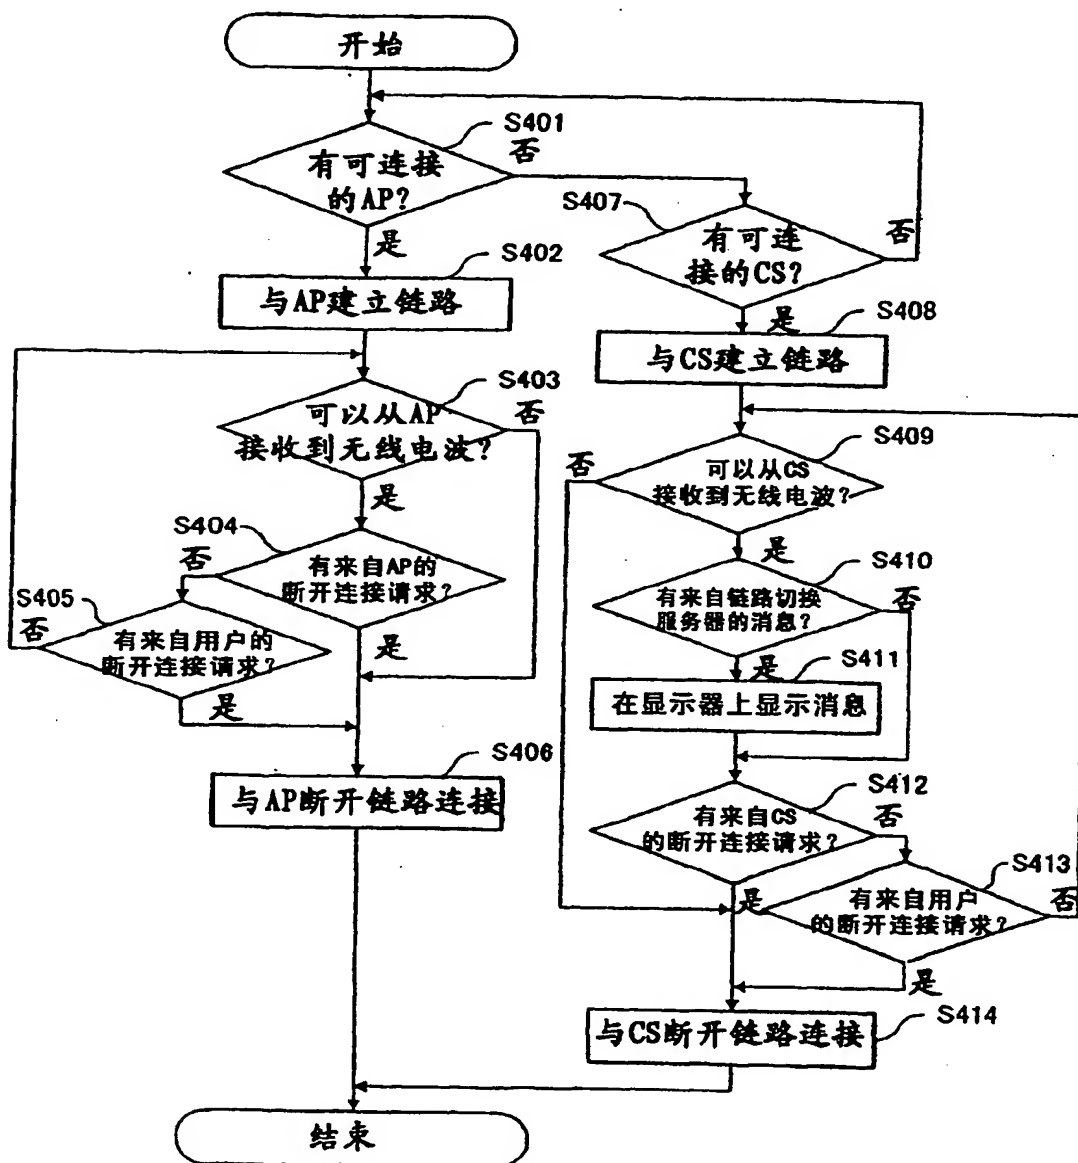 开始
S401
有可连接
的AP?
否
是
S407
有可连
接的CS?
否
是
S402
与AP建立链路
S408
与CS建立链路
S403
可以从AP
接收到无线电波?
否
是
S409
可以从CS
接收到无线电波?
否
是
S404
有来自AP的
断开连接请求?
否
是
S405
有来自用户的
断开连接请求?
否
是
S410
有来自链路切换
服务器的消息?
否
是
S411
在显示器上显示消息
S406
与AP断开链路连接
S412
有来自CS
的断开连接请求?
否
是
S413
有来自用户
的断开连接请求?
否
是
S414
与CS断开链路连接
结束